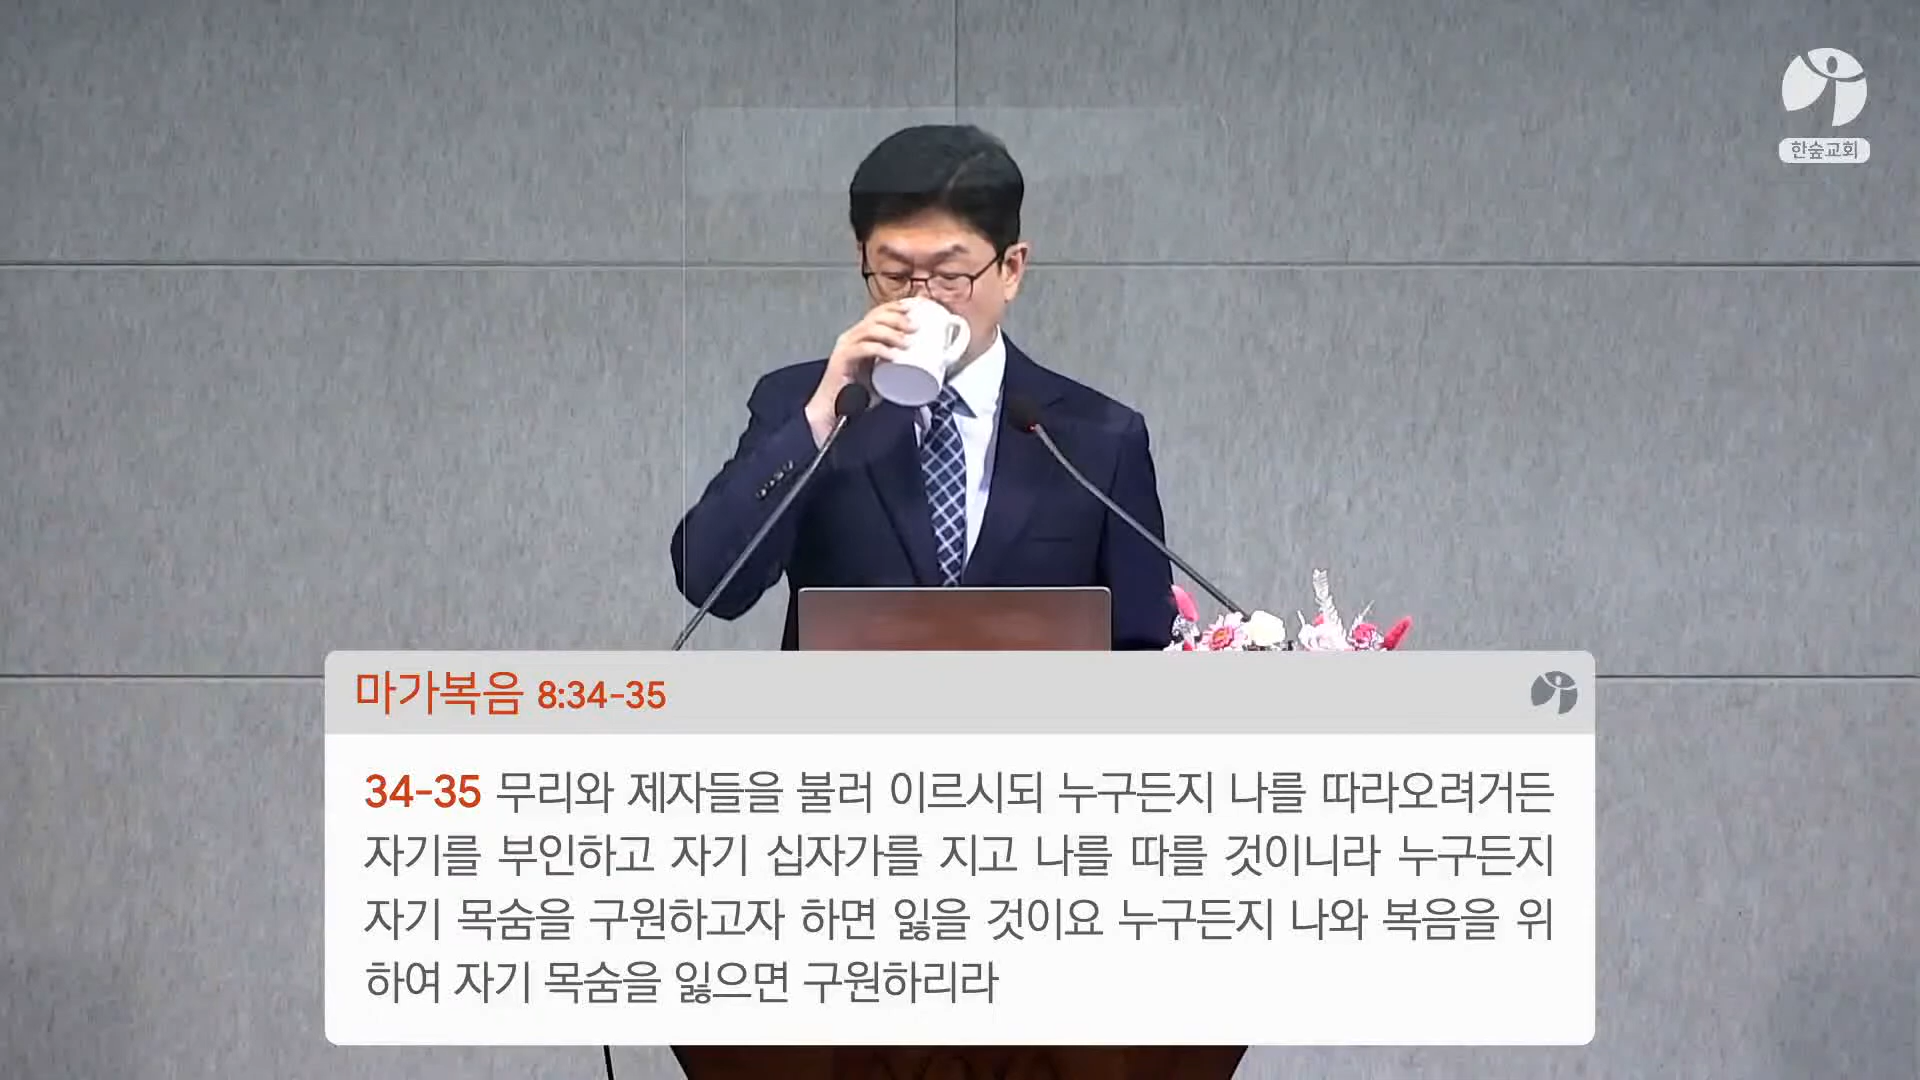 한숲교회
마가복음 8:34-35
34-35 무리와 제자들을 불러 이르시되 누구든지 나를 따라오려거든
자기를 부인하고 자기 십자가를 지고 나를 따를 것이니라 누구든지
자기 목숨을 구원하고자 하면 잃을 것이요 누구든지 나와 복음을 위
하여 자기 목숨을 잃으면 구원하리라